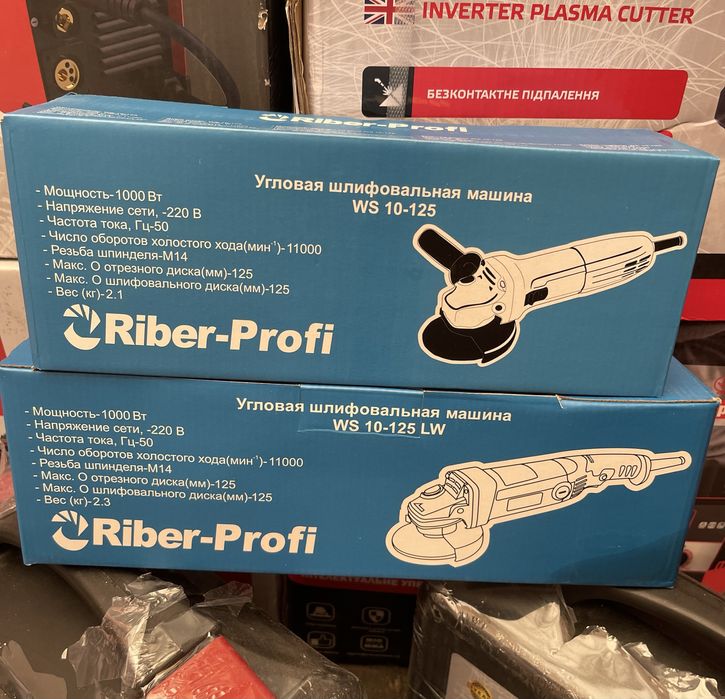 INVERTER PLASMA CUTTER
БЕЗКОНТАКТНЕ ПІДПАЛЕННЯ
Riber-Profi
Угловая шлифовальная машина
WS 10-125
- Мощность-1000 Вт
- Напряжение сети, -220 В
- Частота тока, Гц-50
- Число оборотов холостого хода(мин⁻¹)-11000
- Резьба шпинделя-М14
- Макс. О отрезного диска(мм)-125
- Макс. О шлифовального диска(мм)-125
- Вес (кг)-2.1
Riber-Profi
Угловая шлифовальная машина
WS 10-125 LW
- Мощность-1000 Вт
- Напряжение сети, -220 В
- Частота тока, Гц-50
- Число оборотов холостого хода(мин⁻¹)-11000
- Резьба шпинделя-М14
- Макс. О отрезного диска(мм)-125
- Макс. О шлифовального диска(мм)-125
- Вес (кг)-2.3
Riber-Profi